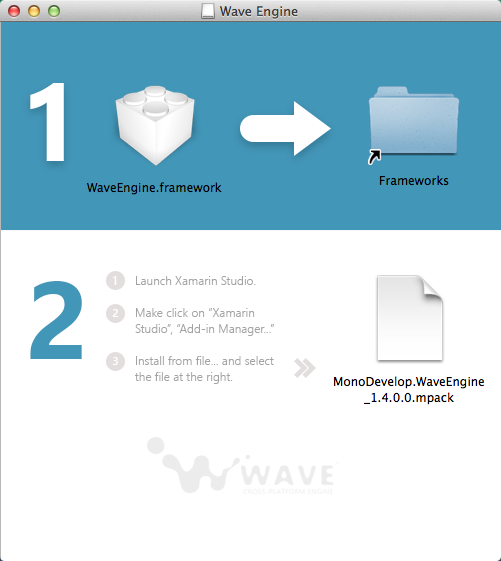 Wave Engine
1
WaveEngine.framework
Frameworks
2
1 Launch Xamarin Studio.
2 Make click on “Xamarin
Studio”, “Add-in Manager...”
3 Install from file... and select
the file at the right.
MonoDevelop.WaveEngine
_1.4.0.0.mpack
WAVE
CROSS-PLATFORM ENGINE